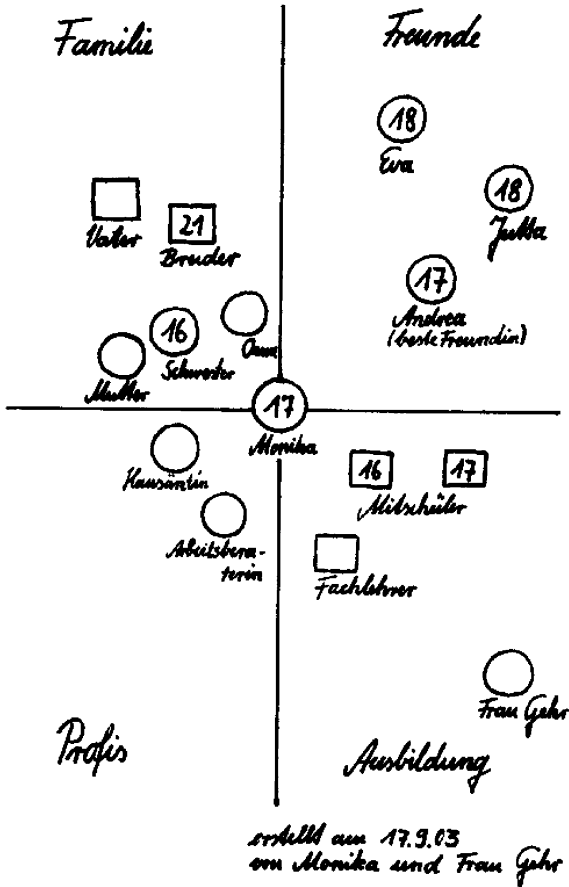 Familie
Freunde
18
Eva
18
Jutta
Vater
21
Bruder
17
Andrea
(beste Freundin)
16
Schwester
Oma
Mutter
17
Monika
Hausärztin
16
17
Mitschüler
Arbeitsbera-
terin
Fachlehrer
Frau Gehr
Profis
Ausbildung
erstellt am 17.9.03
von Monika und Frau Gehr